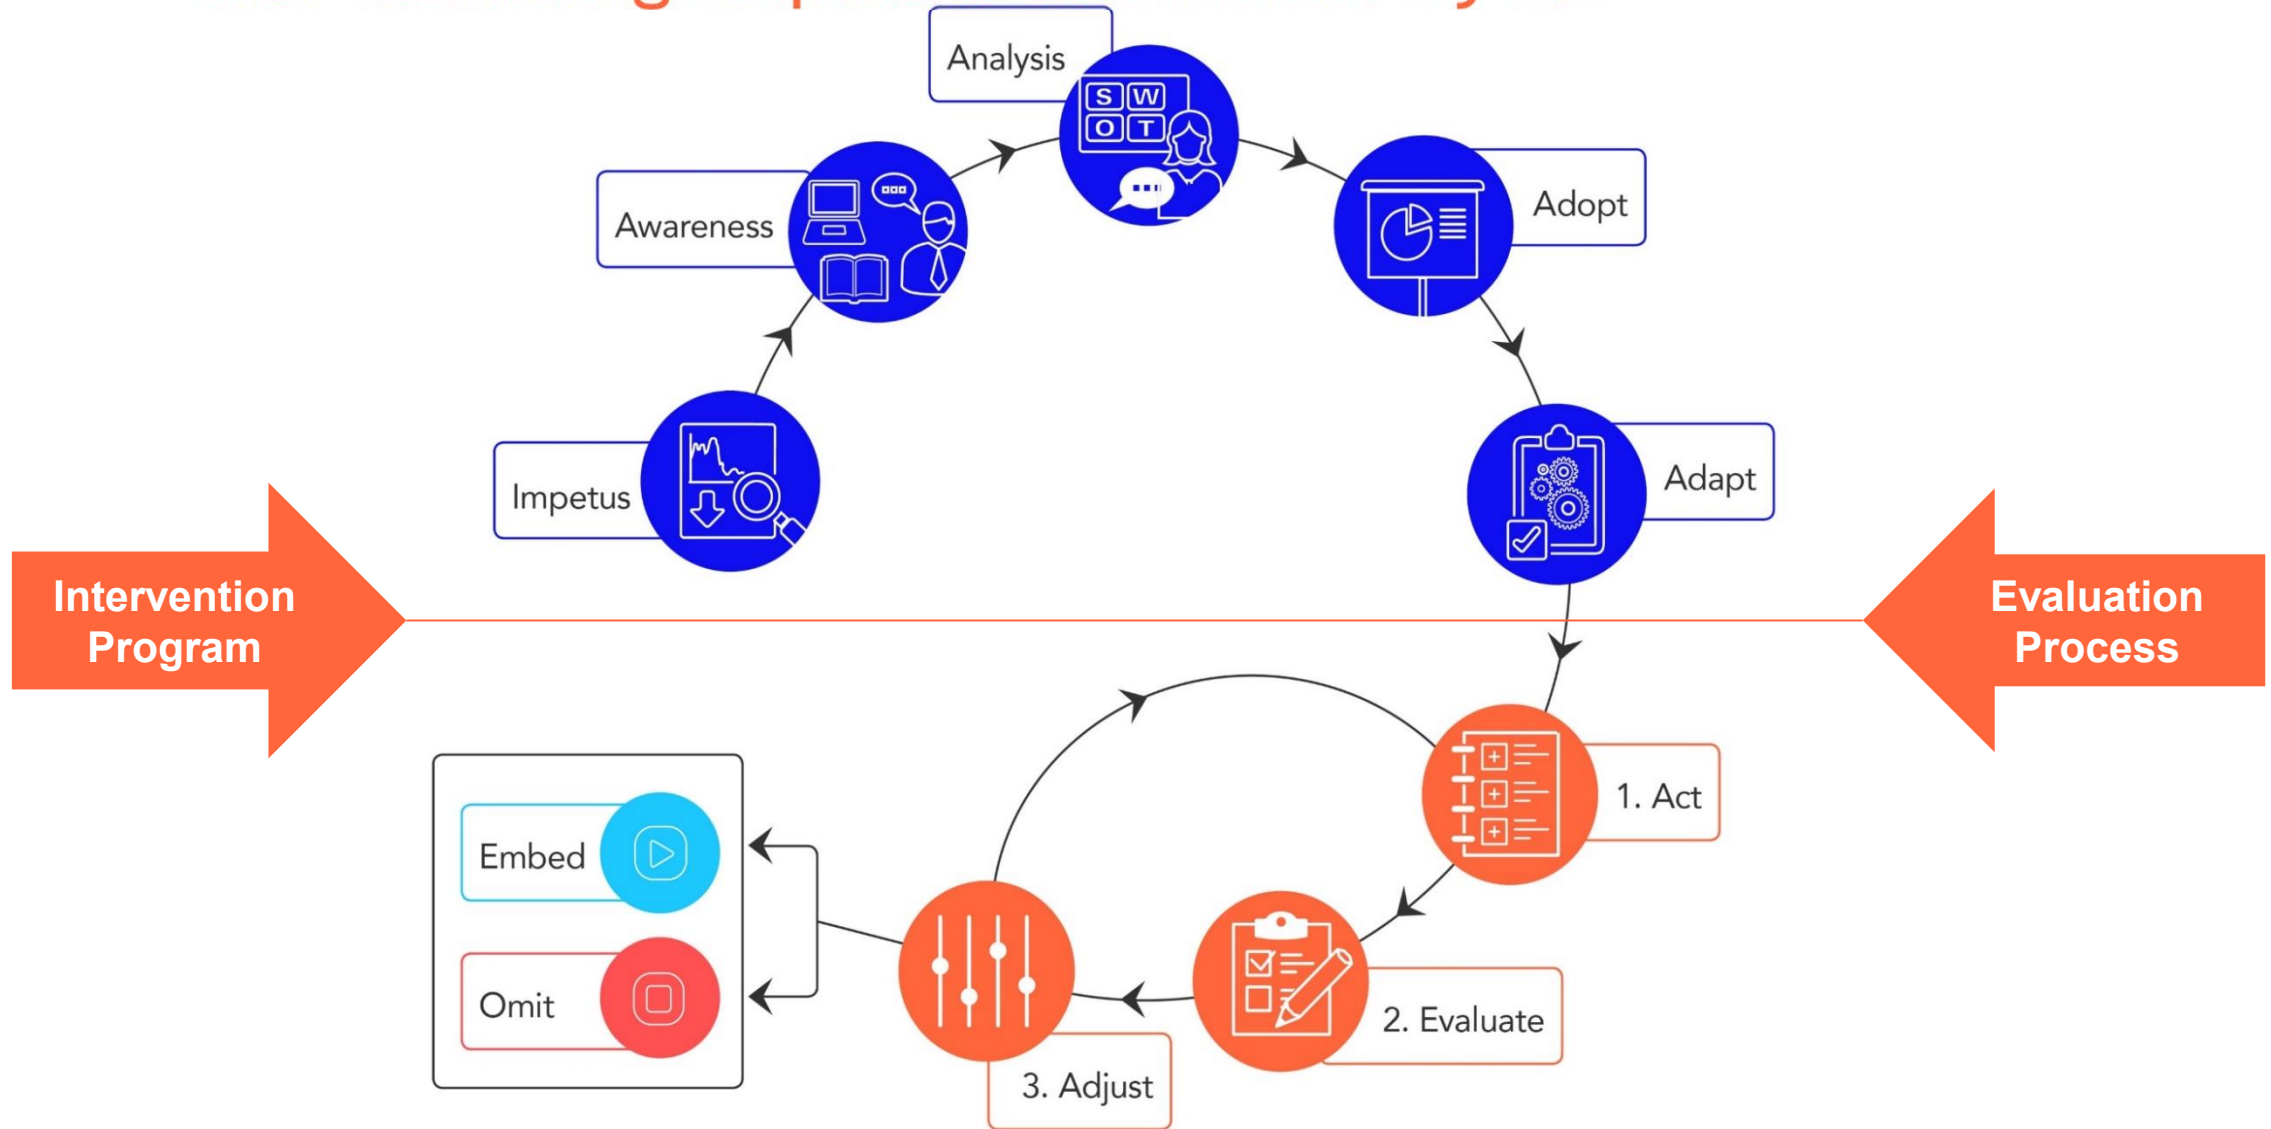 Analysis
S W
O T
Adopt
Awareness
Adapt
Impetus
Intervention
Program
Evaluation
Process
1. Act
Embed
2. Evaluate
Omit
3. Adjust